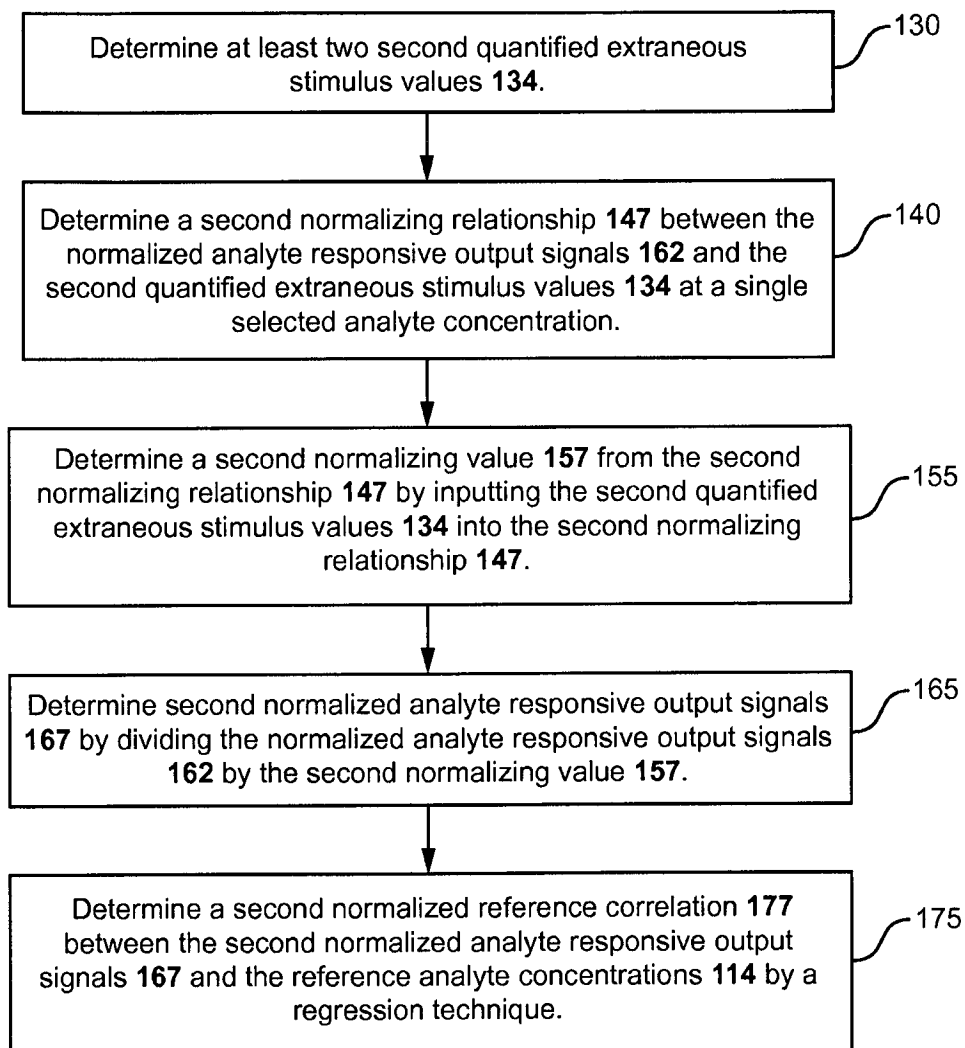 Determine at least two second quantified extraneous
stimulus values 134.
130
Determine a second normalizing relationship 147 between the
normalized analyte responsive output signals 162 and the
second quantified extraneous stimulus values 134 at a single
selected analyte concentration.
140
Determine a second normalizing value 157 from the second
normalizing relationship 147 by inputting the second quantified
extraneous stimulus values 134 into the second normalizing
relationship 147.
155
Determine second normalized analyte responsive output signals
167 by dividing the normalized analyte responsive output signals
162 by the second normalizing value 157.
165
Determine a second normalized reference correlation 177
between the second normalized analyte responsive output
signals 167 and the reference analyte concentrations 114 by a
regression technique.
175